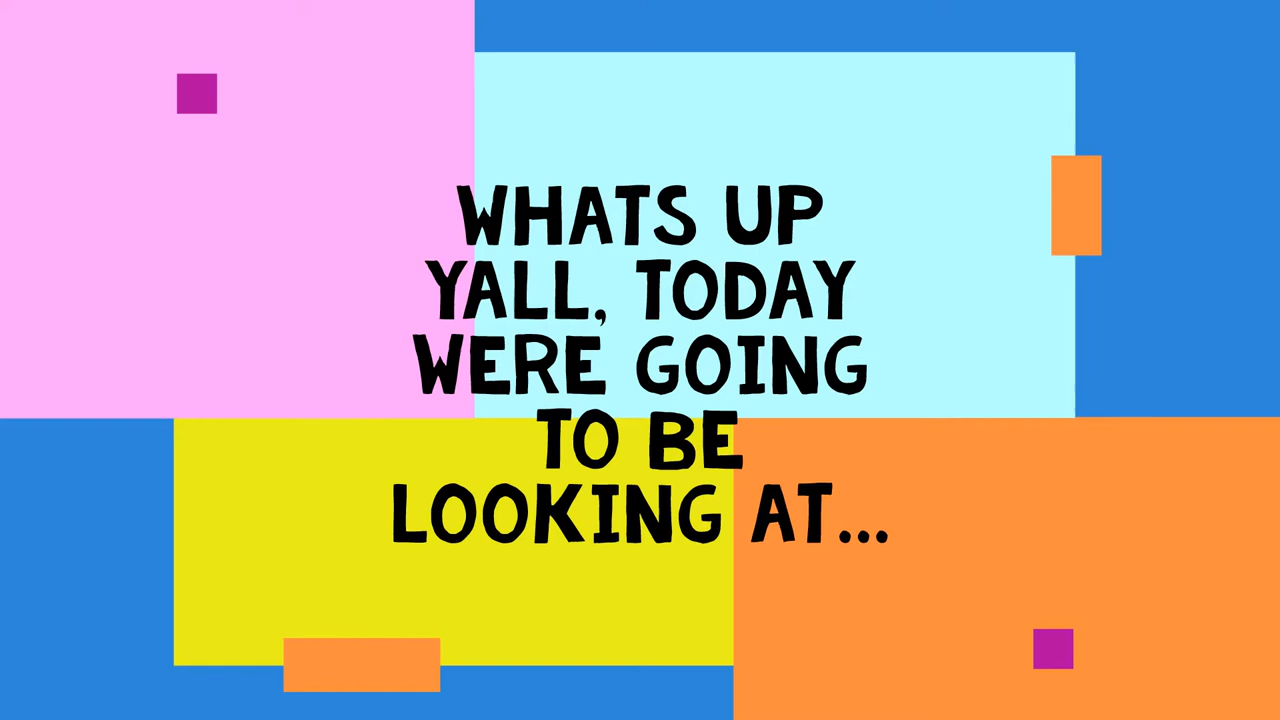 WHATS UP
YALL, TODAY
WERE GOING
TO BE
LOOKING AT...